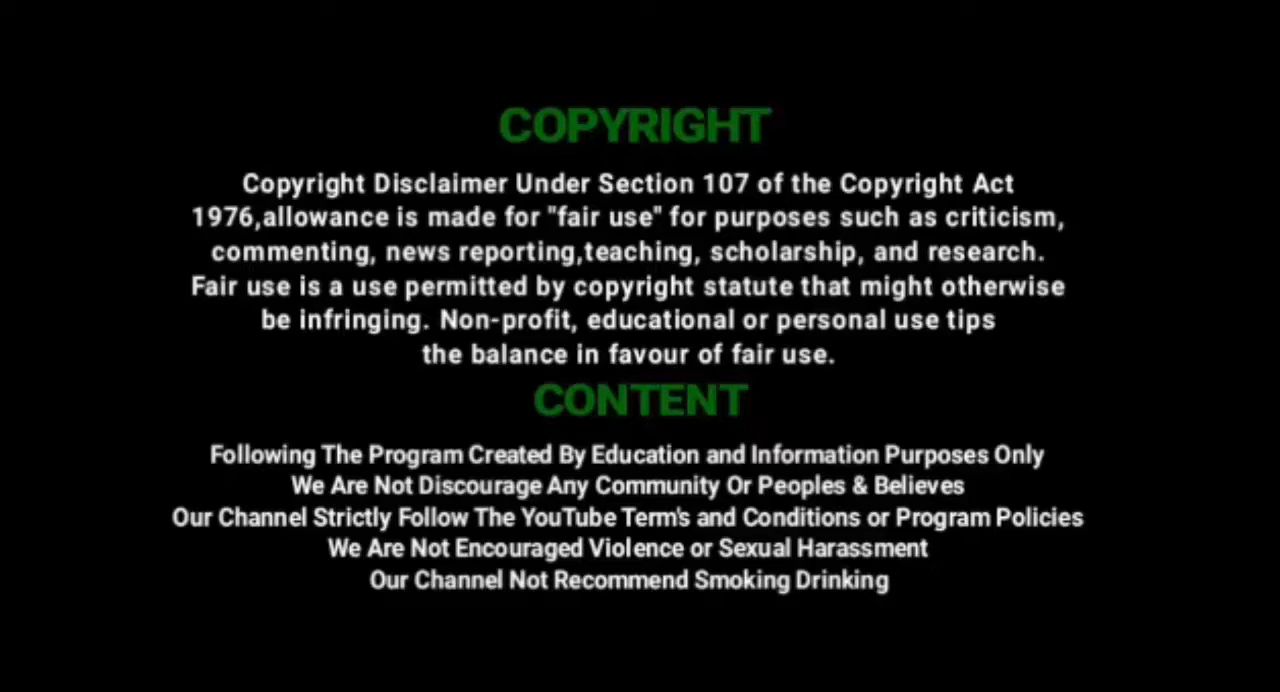 COPYRIGHT
Copyright Disclaimer Under Section 107 of the Copyright Act
1976,allowance is made for "fair use" for purposes such as criticism,
commenting, news reporting,teaching, scholarship, and research.
Fair use is a use permitted by copyright statute that might otherwise
be infringing. Non-profit, educational or personal use tips
the balance in favour of fair use.
CONTENT
Following The Program Created By Education and Information Purposes Only
We Are Not Discourage Any Community Or Peoples & Believes
Our Channel Strictly Follow The YouTube Term's and Conditions or Program Policies
We Are Not Encouraged Violence or Sexual Harassment
Our Channel Not Recommend Smoking Drinking